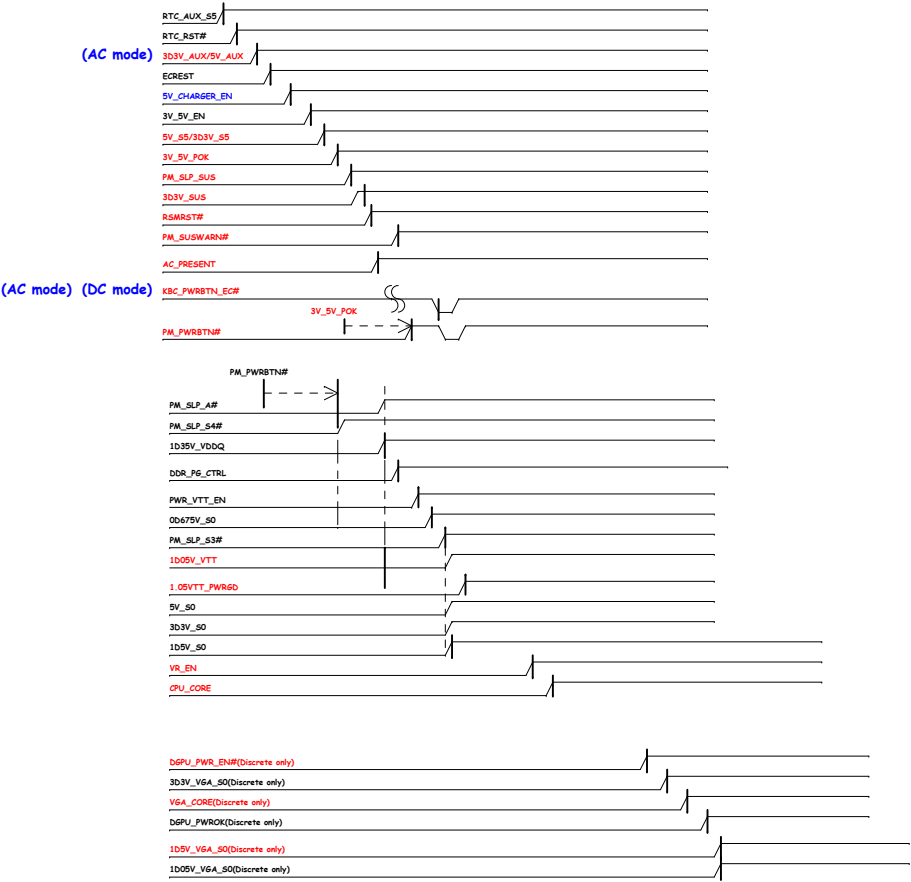 RTC_AUX_S5
RTC_RST#
(AC mode) 3D3V_AUX/5V_AUX
ECREST
5V_CHARGER_EN
3V_5V_EN
5V_S5/3D3V_S5
3V_5V_POK
PM_SLP_SUS
3D3V_SUS
RSMRST#
PM_SUSWARN#
AC_PRESENT
(AC mode) (DC mode) KBC_PWRBTN_EC#
3V_5V_POK
PM_PWRBTN#
PM_PWRBTN#
PM_SLP_A#
PM_SLP_S4#
1D35V_VDDQ
DDR_PG_CTRL
PWR_VTT_EN
0D675V_S0
PM_SLP_S3#
1D05V_VTT
1.05VTT_PWRGD
5V_S0
3D3V_S0
1D5V_S0
VR_EN
CPU_CORE
DGPU_PWR_EN#(Discrete only)
3D3V_VGA_S0(Discrete only)
VGA_CORE(Discrete only)
DGPU_PWROK(Discrete only)
1D5V_VGA_S0(Discrete only)
1D05V_VGA_S0(Discrete only)